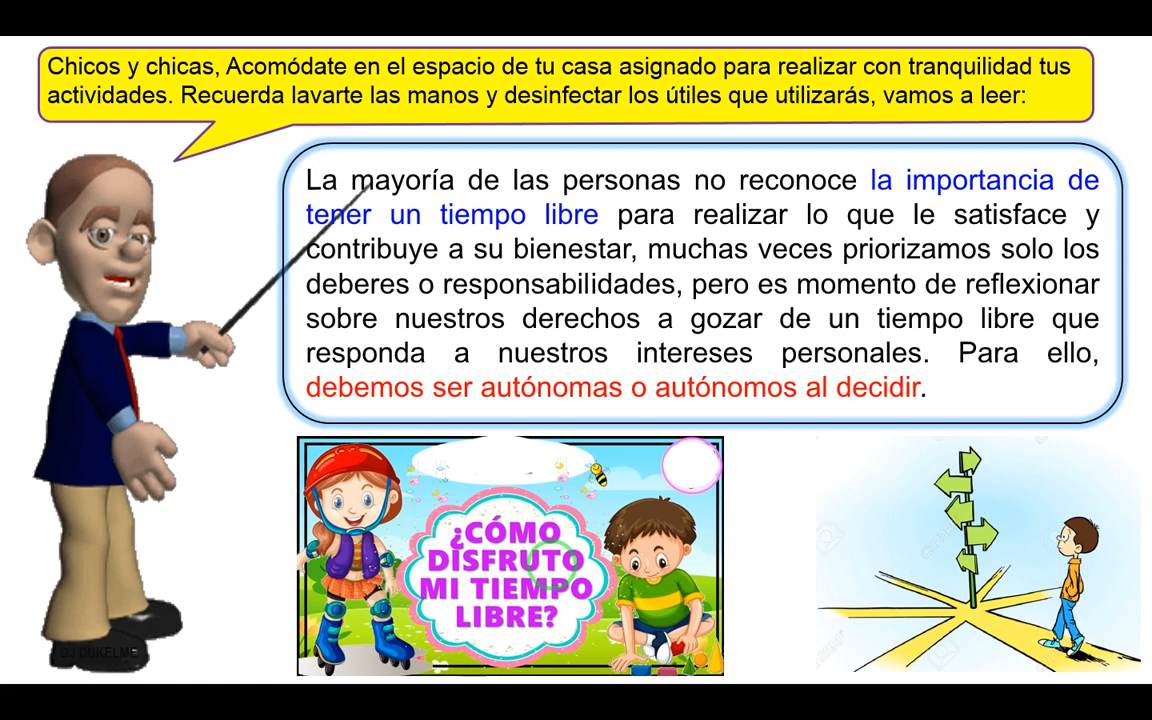 Chicos y chicas, Acomódate en el espacio de tu casa asignado para realizar con tranquilidad tus
actividades. Recuerda lavarte las manos y desinfectar los útiles que utilizarás, vamos a leer:
La mayoría de las personas no reconoce la importancia de
tener un tiempo libre para realizar lo que le satisface y
contribuye a su bienestar, muchas veces priorizamos solo los
deberes o responsabilidades, pero es momento de reflexionar
sobre nuestros derechos a gozar de un tiempo libre que
responda a nuestros intereses personales. Para ello,
debemos ser autónomas o autónomos al decidir.
¿CÓMO
DISFRUTO
MI TIEMPO
LIBRE?
DJ DUKELME